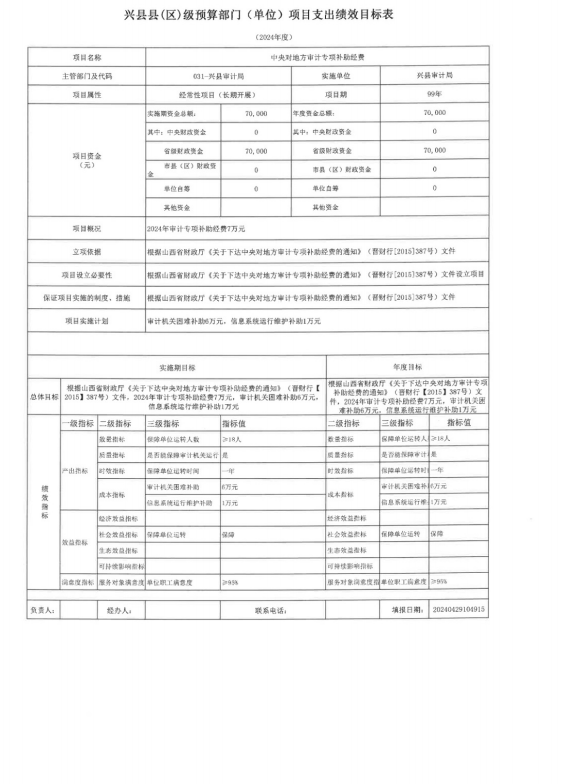 兴县县(区)级预算部门（单位）项目支出绩效目标表
（2024年度）
项目名称 中央对地方审计专项补助经费
主管部门及代码 031-兴县审计局 实施单位 兴县审计局
项目属性 经常性项目（长期开展） 项目期 99年
项目资金
（元）
实施期资金总额： 70,000 年度资金总额： 70,000
其中：中央财政资金 0 其中：中央财政资金 0
省级财政资金 70,000 省级财政资金 70,000
市县（区）财政资金 0 市县（区）财政资金 0
单位自筹 0 单位自筹 0
其他资金 其他资金
项目概况 2024年审计专项补助经费7万元
立项依据 根据山西省财政厅《关于下达中央对地方审计专项补助经费的通知》（晋财行[2015]387号）文件
项目设立必要性 根据山西省财政厅《关于下达中央对地方审计专项补助经费的通知》（晋财行[2015]387号）文件设立项目
保证项目实施的制度、措施 根据山西省财政厅《关于下达中央对地方审计专项补助经费的通知》（晋财行[2015]387号）文件
项目实施计划 审计机关困难补助6万元，信息系统运行维护补助1万元
实施期目标 年度目标
总体目标
根据山西省财政厅《关于下达中央对地方审计专项补助经费的通知》（晋财行【
2015】387号）文件，2024年审计专项补助经费7万元，审计机关困难补助6万元，
信息系统运行维护补助1万元
根据山西省财政厅《关于下达中央对地方审计专项
补助经费的通知》（晋财行【2015】387号）文
件，2024年审计专项补助经费7万元，审计机关困
难补助6万元，信息系统运行维护补助1万元
绩效指标
一级指标 二级指标 三级指标 指标值 二级指标 三级指标 指标值
产出指标
数量指标 保障单位运转人数 ≥18人 数量指标 保障单位运转人 ≥18人
质量指标 是否能保障审计机关运行 是 质量指标 是否能保障审计 是
时效指标 保障单位运转时间 一年 时效指标 保障单位运转时 一年
成本指标 审计机关困难补助 6万元 成本指标 审计机关困难补 6万元
信息系统运行维护补助 1万元 信息系统运行维 1万元
效益指标
经济效益指标 经济效益指标
社会效益指标 保障单位运转 保障 社会效益指标 保障单位运转 保障
生态效益指标 生态效益指标
可持续影响指标 可持续影响指标
满意度指标 服务对象满意度 单位职工满意度 ≥95% 服务对象满意度指 单位职工满意度 ≥95%
负责人： 经办人： 联系电话： 填报日期： 20240429104915